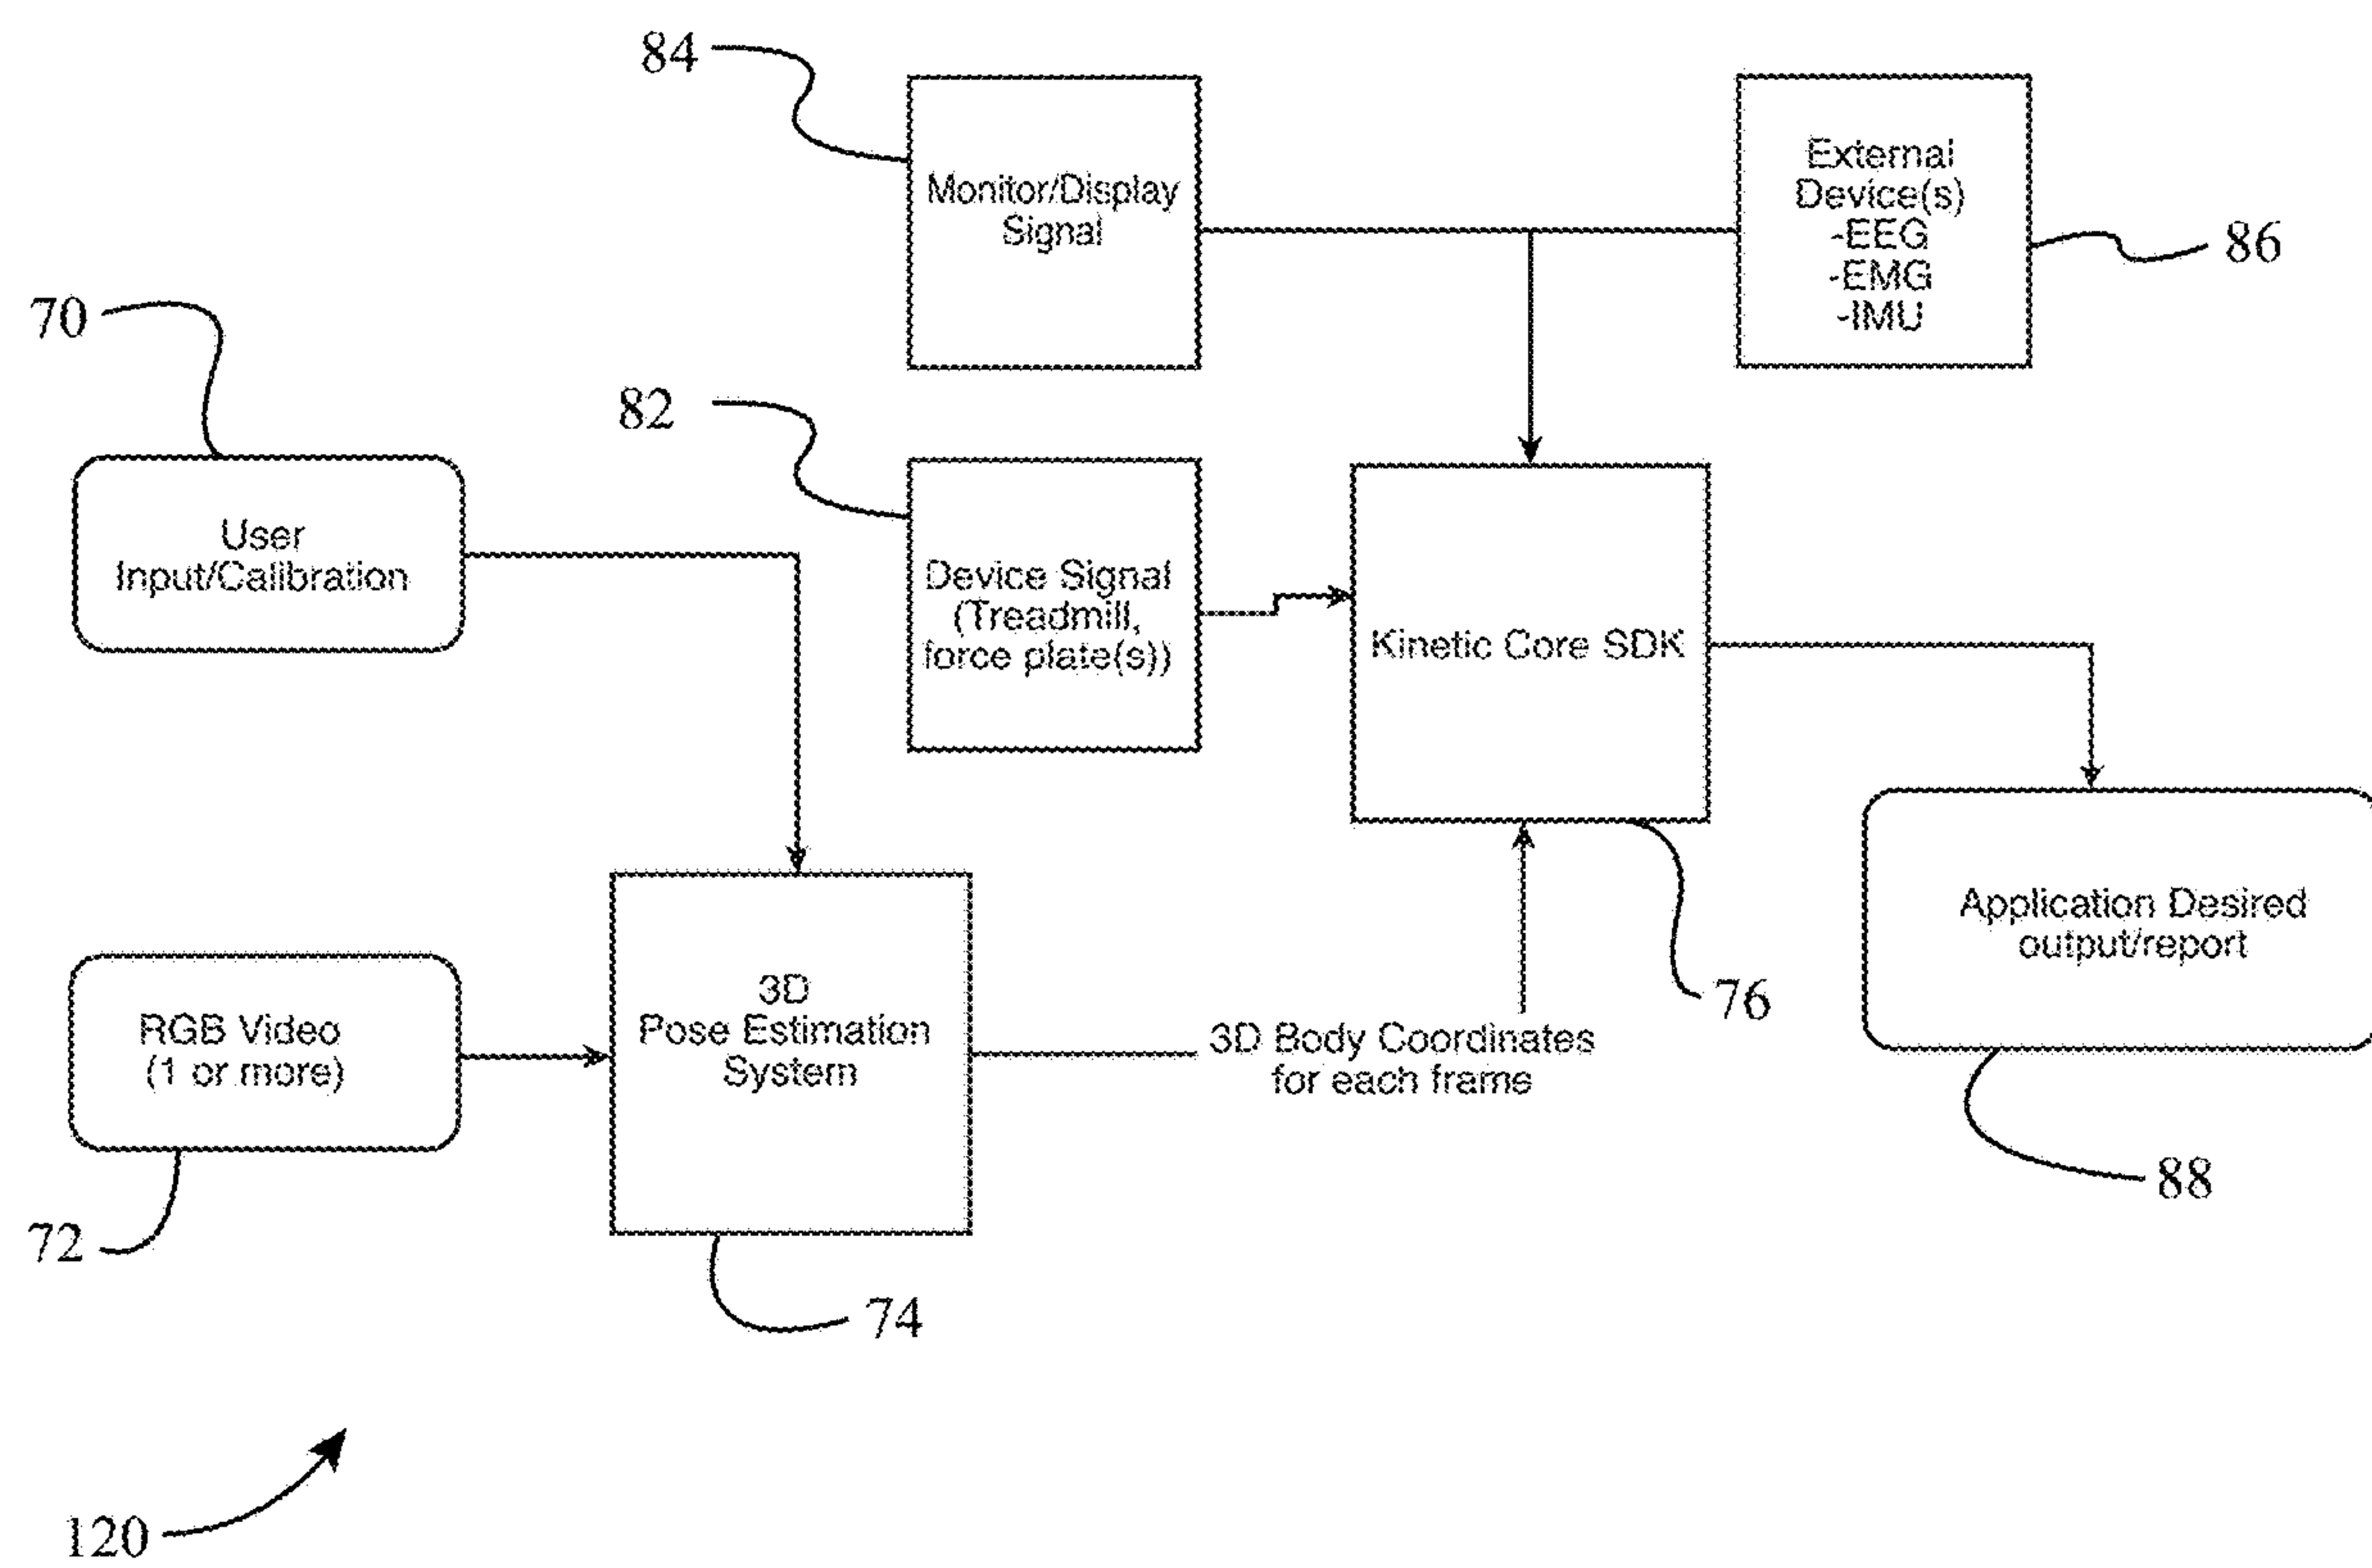 84
Monitor/Display
Signal
External
Device(s)
-EEG
-EMG
-IMU
86
70
User
Input/Calibration
82
Device Signal
(Treadmill,
force plate(s))
Kinetic Core SDK
76
RGB Video
(1 or more)
72
3D
Pose Estimation
System
74
3D Body Coordinates
for each frame
Application Desired
output/report
88
120